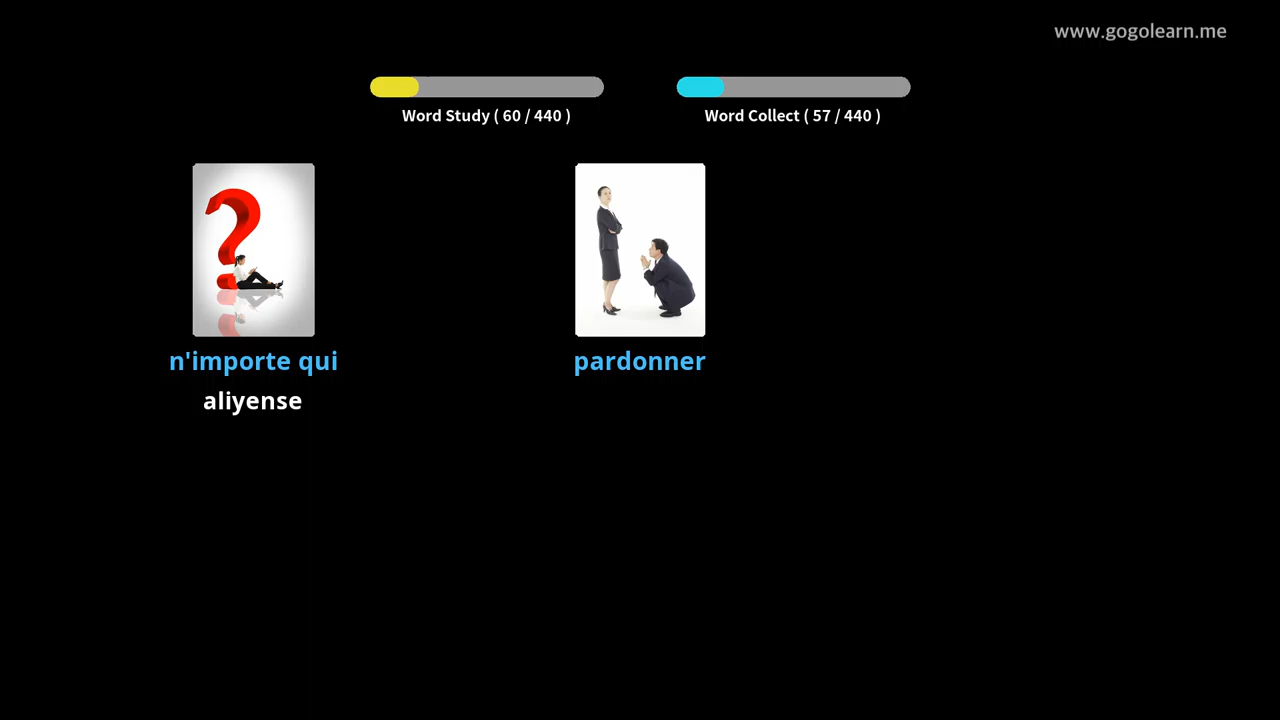 www.gogolearn.me
Word Study ( 60 / 440 )
Word Collect ( 57 / 440 )
n'importe qui
pardonner
aliyense